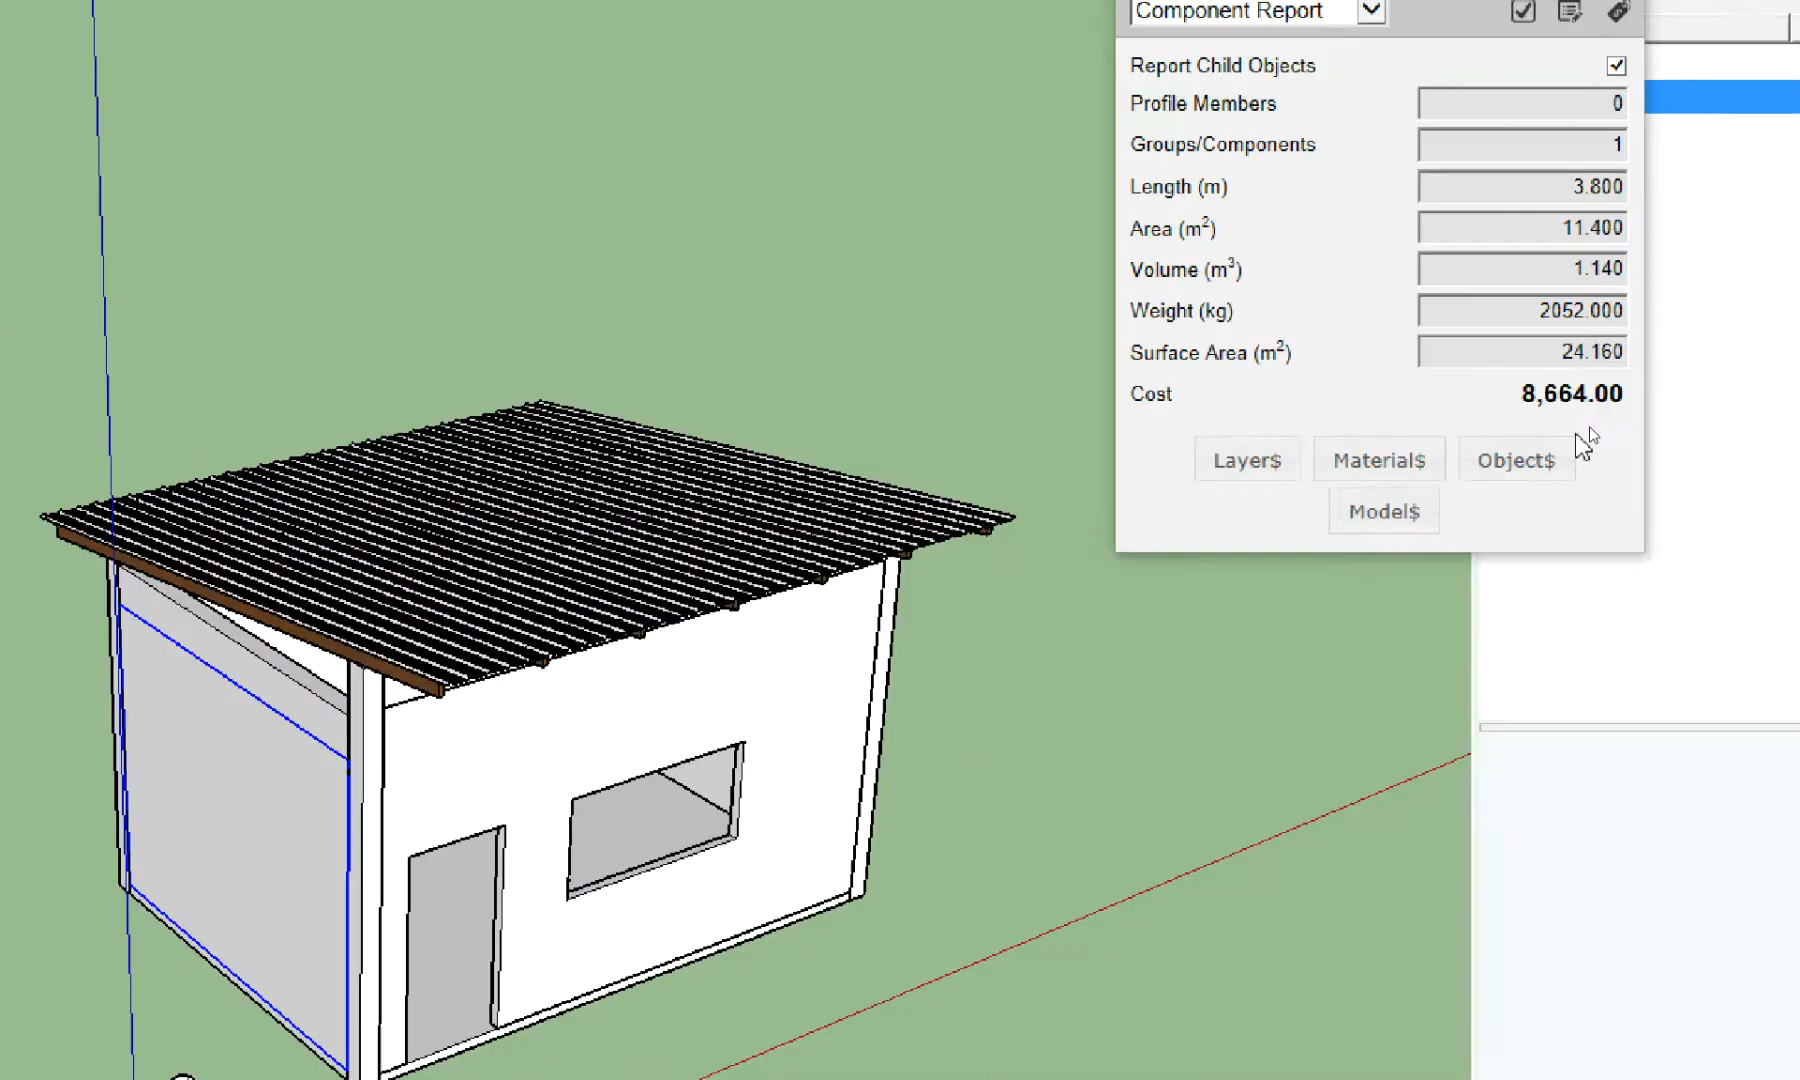 Component Report
Report Child Objects
Profile Members 0
Groups/Components 1
Length (m) 3.800
Area (m²) 11.400
Volume (m³) 1.140
Weight (kg) 2052.000
Surface Area (m²) 24.160
Cost 8,664.00
Layer$ Material$ Object$
Model$